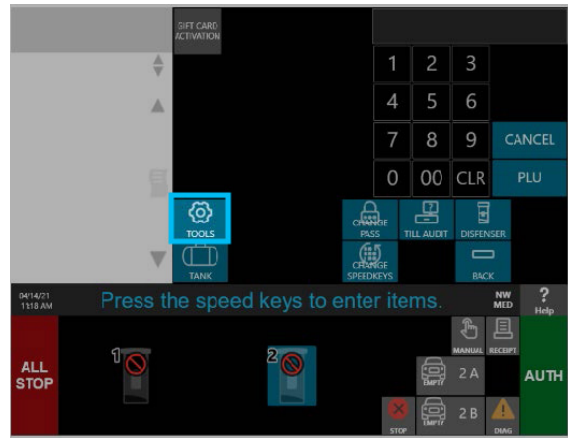 GIFT CARD
ACTIVATION
1 2 3
4 5 6
7 8 9 CANCEL
0 00 CLR PLU
TOOLS
CHANGE
PASS
TILL AUDIT
DISPENSER
TANK
CHANGE
SPEEDKEYS
BACK
04/14/21
11:18 AM
Press the speed keys to enter items.
NW
MED
?
Help
ALL
STOP
1
2
MANUAL
RECEIPT
EMPTY
2 A
AUTH
STOP
EMPTY
2 B
DIAG